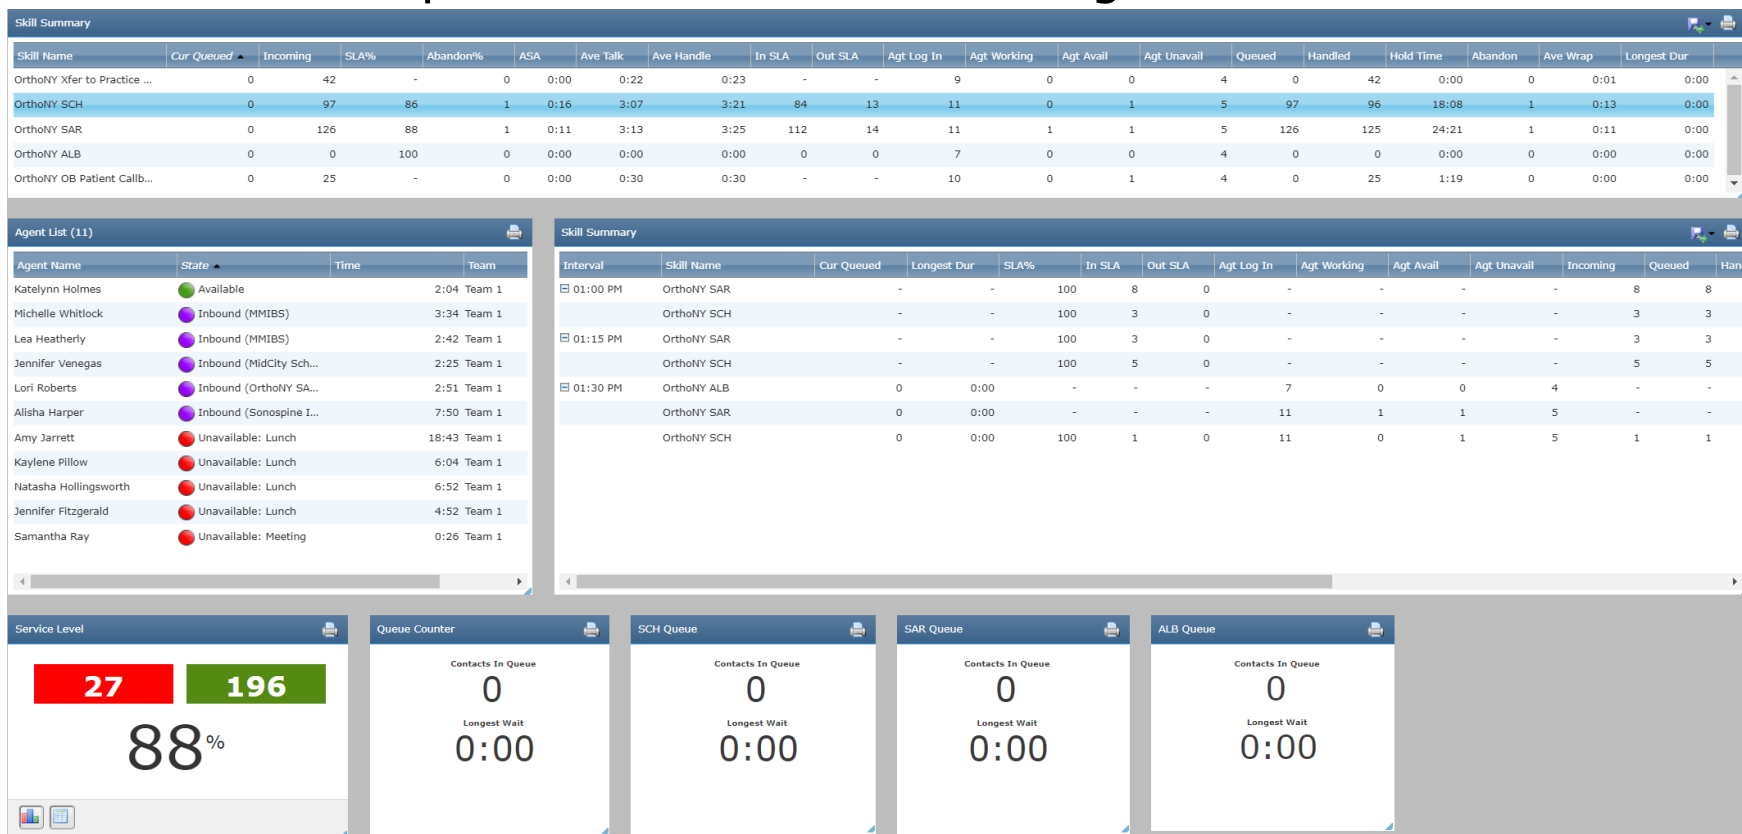 Skill Summary
Skill Name Cur Queued Incoming SLA% Abandon% ASA Ave Talk Ave Handle In SLA Out SLA Agt Log In Agt Working Agt Avail Agt Unavail Queued Handled Hold Time Abandon Ave Wrap Longest Dur
OrthoNY Xfer to Practice ... 0 42 - 0 0:00 0:22 0:23 - - 9 0 0 4 0 42 0:00 0 0:01 0:00
OrthoNY SCH 0 97 86 1 0:16 3:07 3:21 84 13 11 0 1 5 97 96 18:08 1 0:13 0:00
OrthoNY SAR 0 126 88 1 0:11 3:13 3:25 112 14 11 1 1 5 126 125 24:21 1 0:11 0:00
OrthoNY ALB 0 0 100 0 0:00 0:00 0:00 0 0 7 0 0 4 0 0 0:00 0 0:00 0:00
OrthoNY OB Patient Callb... 0 25 - 0 0:00 0:30 0:30 - - 10 0 1 4 0 25 1:19 0 0:00 0:00
Agent List (11)
Agent Name State Time Team
Katelynn Holmes Available 2:04 Team 1
Michelle Whitlock Inbound (MMIBS) 3:34 Team 1
Lea Heatherly Inbound (MMIBS) 2:42 Team 1
Jennifer Venegas Inbound (MidCity Sch... 2:25 Team 1
Lori Roberts Inbound (OrthoNY SA... 2:51 Team 1
Alisha Harper Inbound (Sonospine I... 7:50 Team 1
Amy Jarrett Unavailable: Lunch 18:43 Team 1
Kaylene Pillow Unavailable: Lunch 6:04 Team 1
Natasha Hollingsworth Unavailable: Lunch 6:52 Team 1
Jennifer Fitzgerald Unavailable: Lunch 4:52 Team 1
Samantha Ray Unavailable: Meeting 0:26 Team 1
Skill Summary
Interval Skill Name Cur Queued Longest Dur SLA% In SLA Out SLA Agt Log In Agt Working Agt Avail Agt Unavail Incoming Queued Han
01:00 PM OrthoNY SAR - - 100 8 0 - - - - 8 8
OrthoNY SCH - - 100 3 0 - - - - 3 3
01:15 PM OrthoNY SAR - - 100 3 0 - - - - 3 3
OrthoNY SCH - - 100 5 0 - - - - 5 5
01:30 PM OrthoNY ALB 0 0:00 - - - 7 0 0 4 - -
OrthoNY SAR 0 0:00 - - - 11 1 1 5 - -
OrthoNY SCH 0 0:00 100 1 0 11 0 1 5 1 1
Service Level
27 196
88%
Queue Counter
Contacts In Queue
0
Longest Wait
0:00
SCH Queue
Contacts In Queue
0
Longest Wait
0:00
SAR Queue
Contacts In Queue
0
Longest Wait
0:00
ALB Queue
Contacts In Queue
0
Longest Wait
0:00